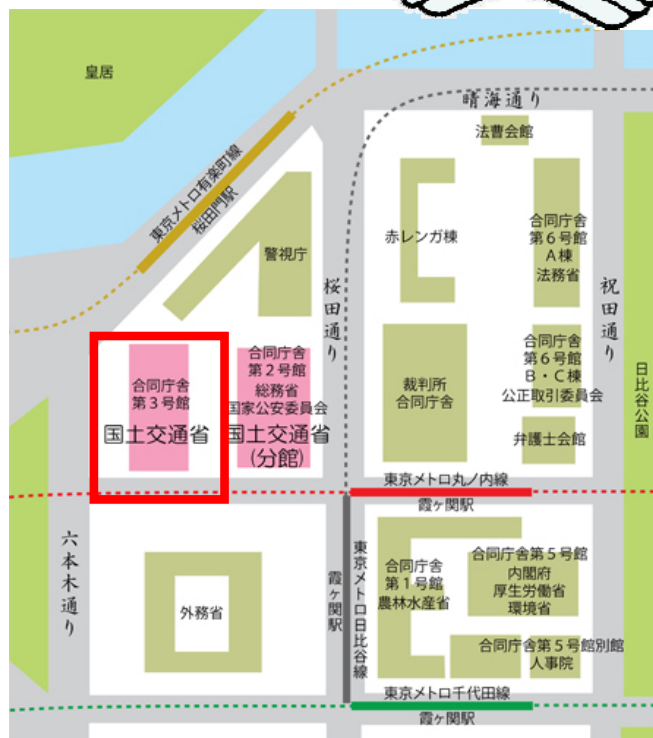 皇居
晴海通り
法曹会館
東京メトロ有楽町線
桜田門駅
警視庁
桜田通り
赤レンガ棟
合同庁舎
第6号館
A棟
法務省
祝田通り
合同庁舎
第3号館
国土交通省
合同庁舎
第2号館
総務省
国家公安委員会
国土交通省
(分館)
裁判所
合同庁舎
合同庁舎
第6号館
B・C棟
公正取引委員会
弁護士会館
日比谷公園
東京メトロ丸ノ内線
霞ヶ関駅
六本木通り
外務省
霞ヶ関駅
東京メトロ日比谷線
合同庁舎
第1号館
農林水産省
合同庁舎第5号館
内閣府
厚生労働省
環境省
合同庁舎第5号館別館
人事院
東京メトロ千代田線
霞ヶ関駅